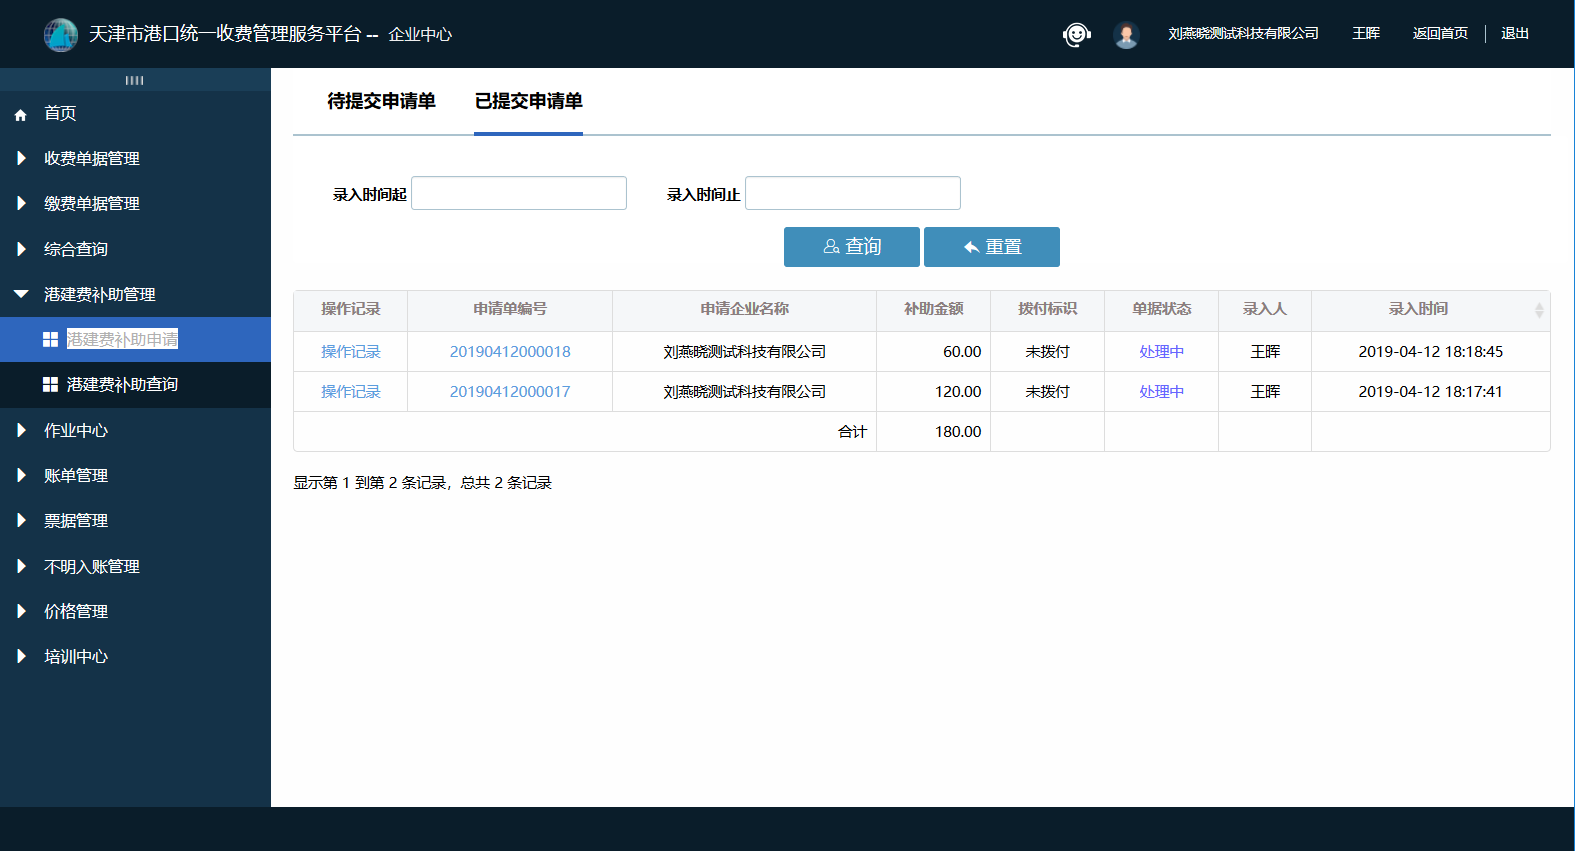 天津市港口统一收费管理服务平台 -- 企业中心
刘燕晓测试科技有限公司 王晖 返回首页 退出
首页
收费单据管理
缴费单据管理
综合查询
港建费补助管理
港建费补助申请
港建费补助查询
作业中心
账单管理
票据管理
不明入账管理
价格管理
培训中心
待提交申请单 已提交申请单
录入时间起 录入时间止
查询 重置
操作记录 申请单编号 申请企业名称 补助金额 拨付标识 单据状态 录入人 录入时间
操作记录 20190412000018 刘燕晓测试科技有限公司 60.00 未拨付 处理中 王晖 2019-04-12 18:18:45
操作记录 20190412000017 刘燕晓测试科技有限公司 120.00 未拨付 处理中 王晖 2019-04-12 18:17:41
合计 180.00
显示第 1 到第 2 条记录，总共 2 条记录